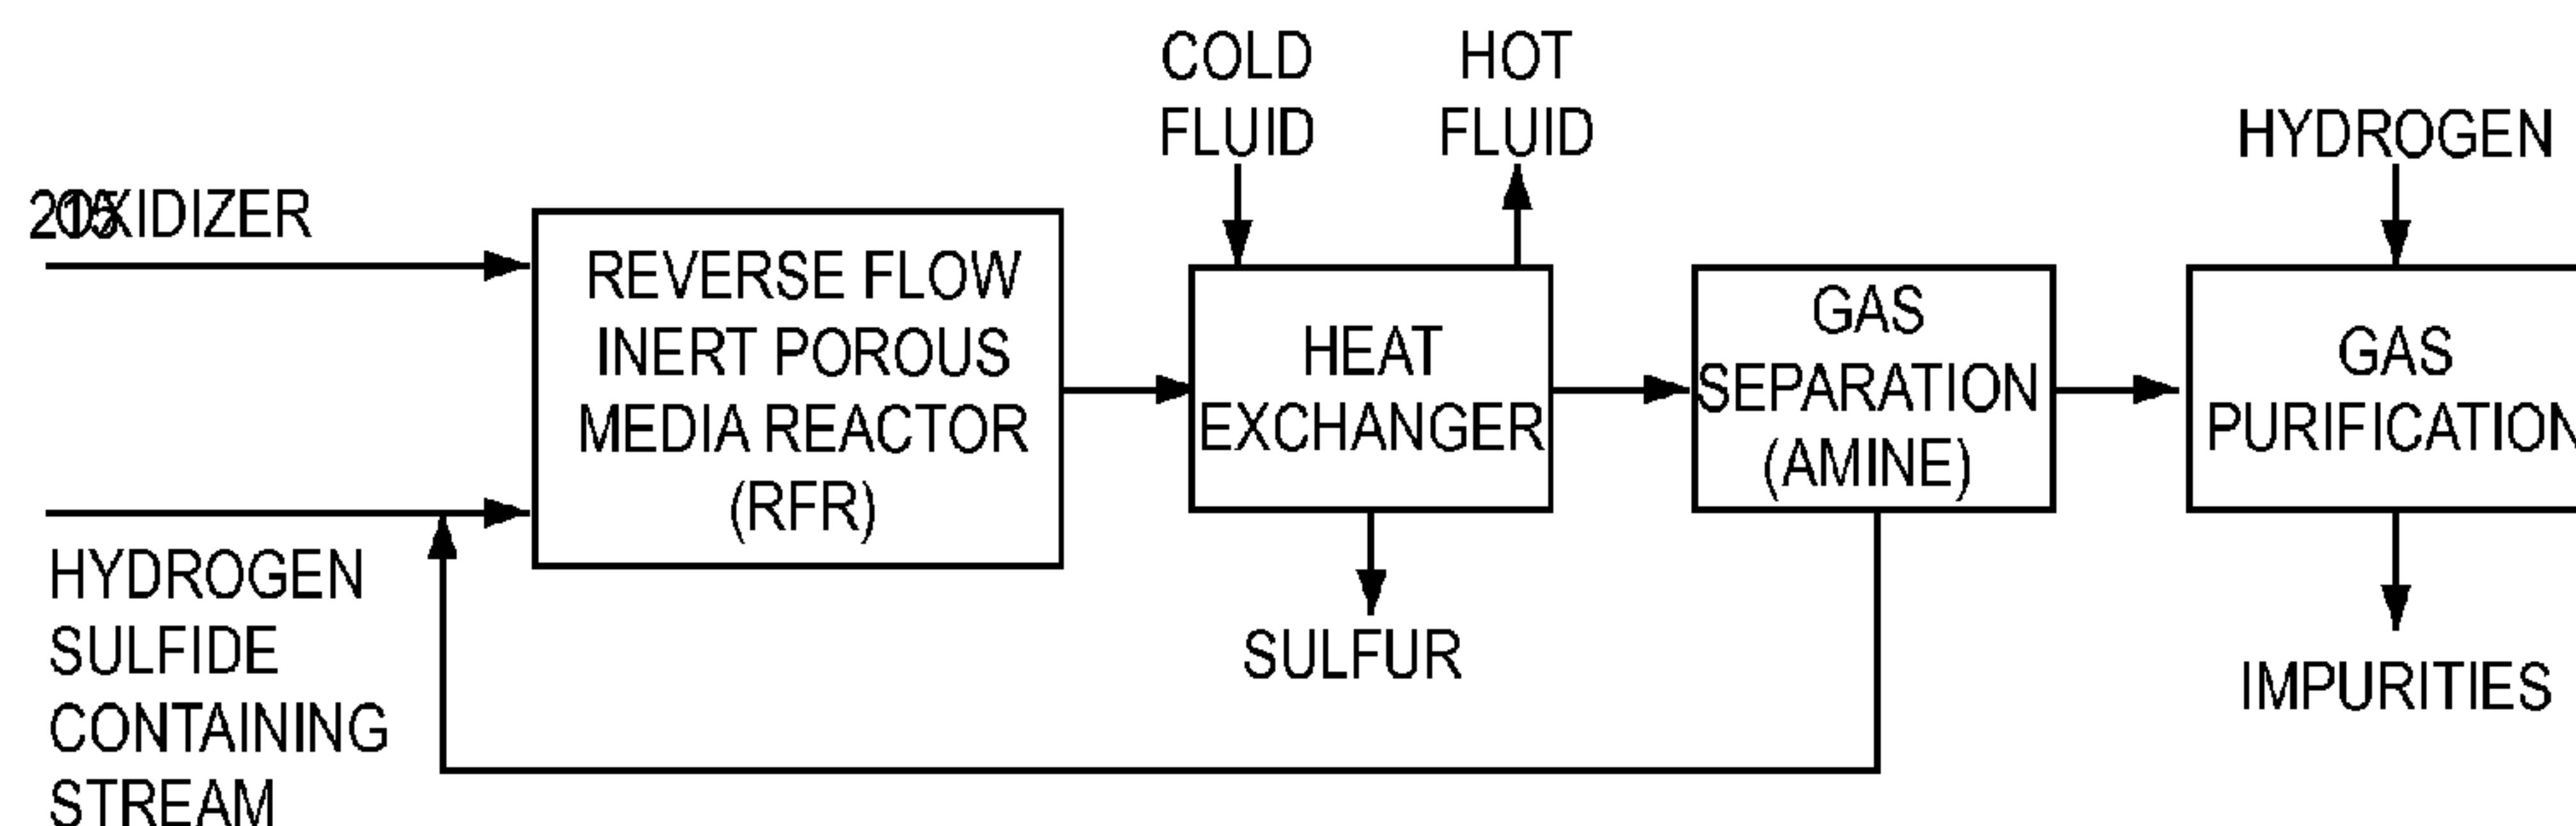 COLD
FLUID
HOT
FLUID
HYDROGEN
215
OXIDIZER
REVERSE FLOW
INERT POROUS
MEDIA REACTOR
(RFR)
HEAT
EXCHANGER
GAS
SEPARATION
(AMINE)
GAS
PURIFICATION
HYDROGEN
SULFIDE
CONTAINING
STREAM
SULFUR
IMPURITIES